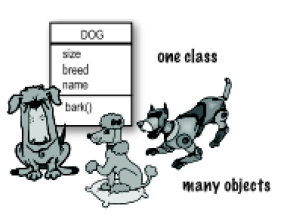 DOG
size
breed
name
bark()
one class
many objects